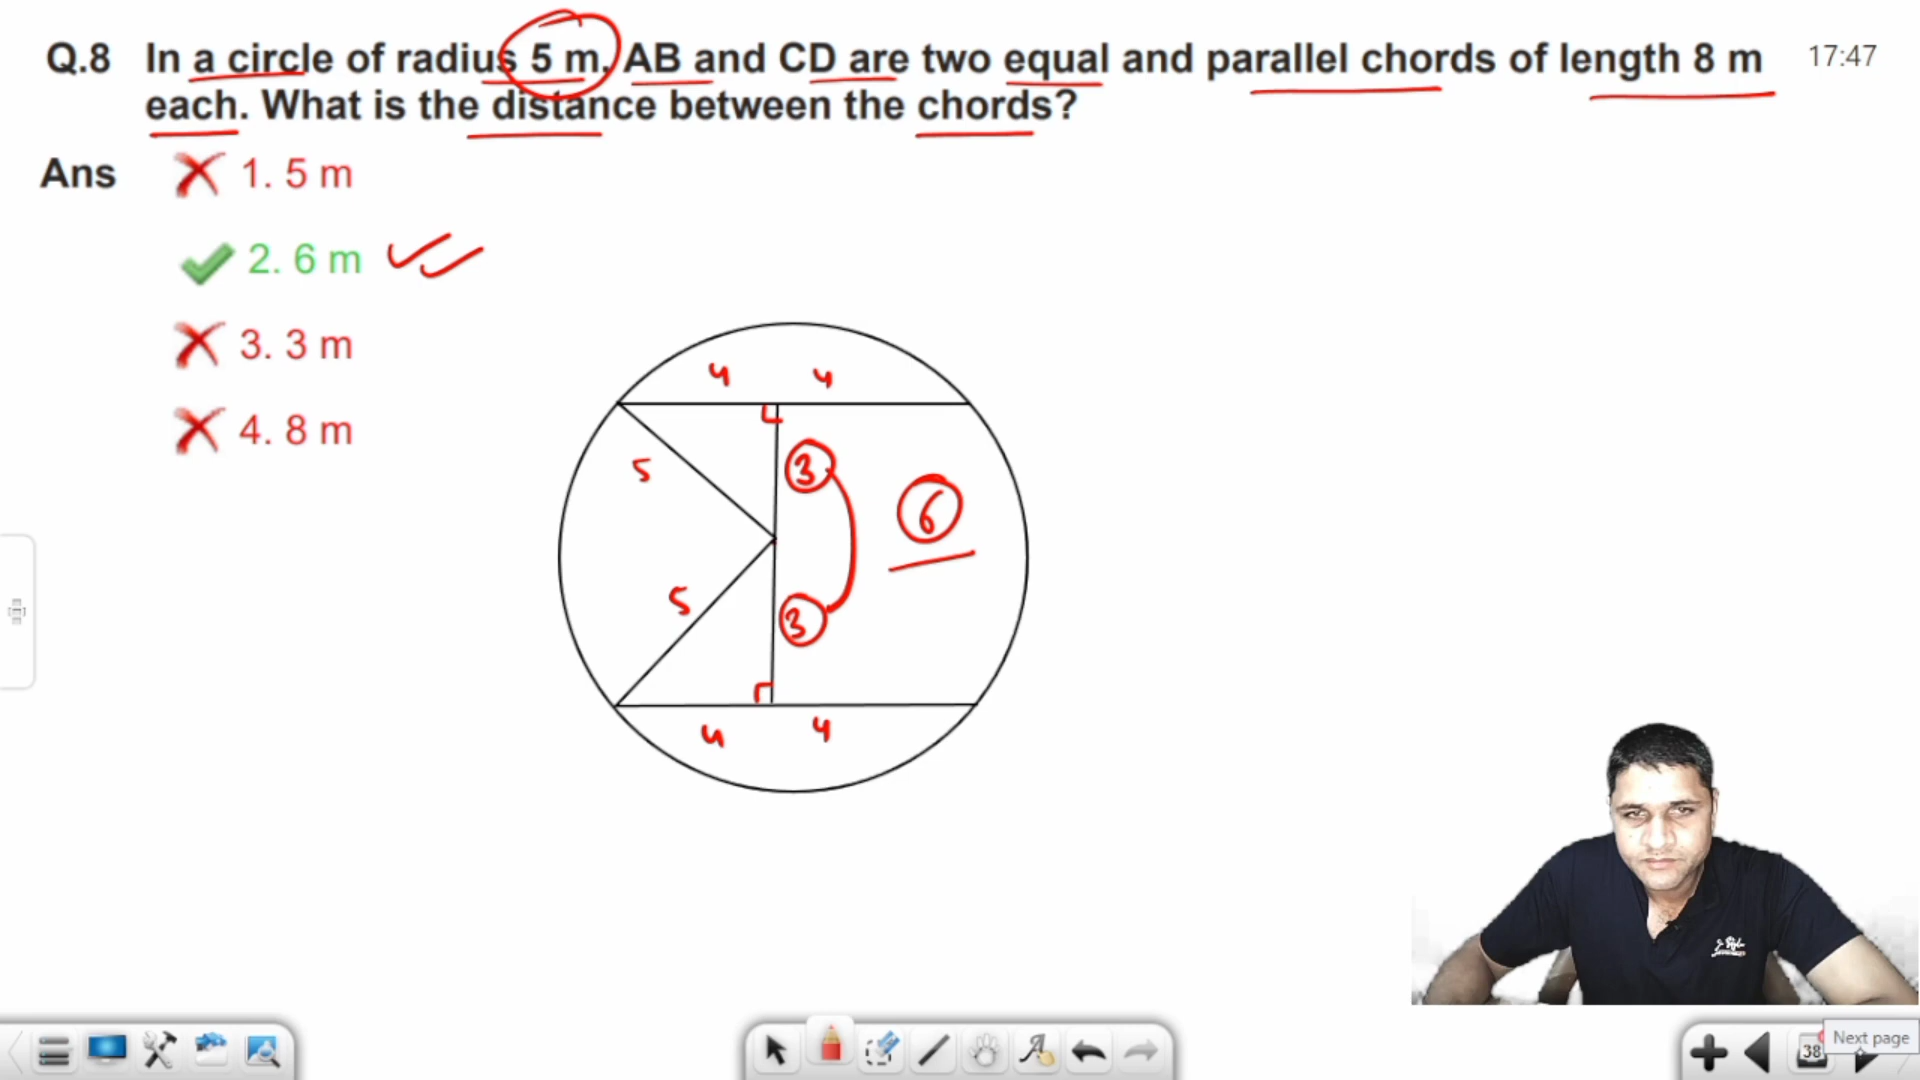 Q.8 In a circle of radius 5 m, AB and CD are two equal and parallel chords of length 8 m 17:47
each. What is the distance between the chords?
Ans 1. 5 m
2. 6 m
3. 3 m
4. 8 m
4 4
5 3
6
5 3
4 4
38 Next page